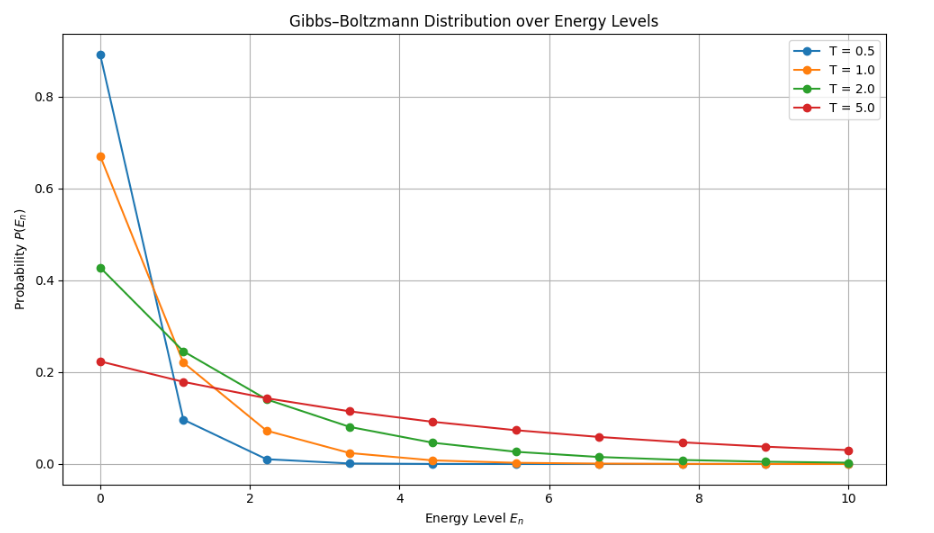 Gibbs–Boltzmann Distribution over Energy Levels
T = 0.5
T = 1.0
T = 2.0
T = 5.0
Probability P(Eₙ)
0.8
0.6
0.4
0.2
0.0
0 2 4 6 8 10
Energy Level Eₙ